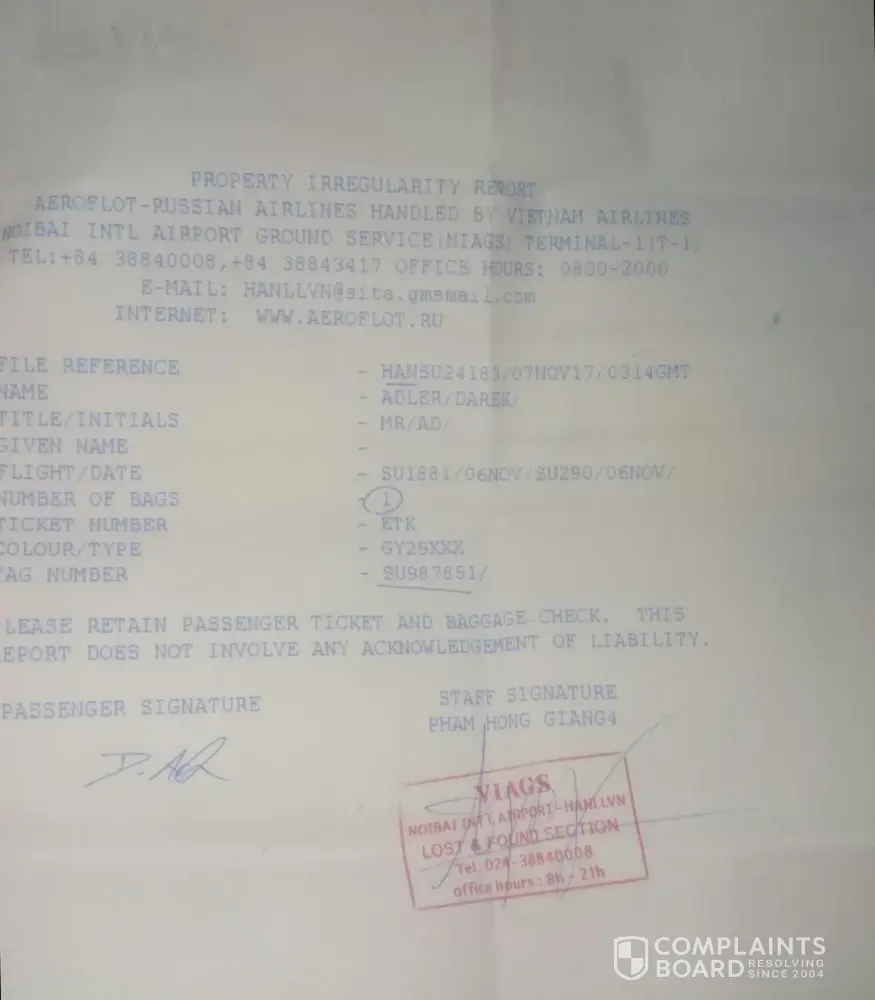 PROPERTY IRREGULARITY REPORT
AEROFLOT-RUSSIAN AIRLINES HANDLED BY VIETNAM AIRLINES
NOIBAI INTL AIRPORT GROUND SERVICE(NIAGS) TERMINAL-1(T-1)
TEL:+84 38840008,+84 38843417 OFFICE HOURS: 0800-2000
E-MAIL: HANLLVN@sita.gmsmail.com
INTERNET: WWW.AEROFLOT.RU
FILE REFERENCE - HANSU24183/07NOV17/0314GMT
NAME - ADLER/DAREK/
TITLE/INITIALS - MR/AD/
GIVEN NAME -
FLIGHT/DATE - SU1881/06NOV/SU290/06NOV/
NUMBER OF BAGS - 1
TICKET NUMBER - ETK
COLOUR/TYPE - GY29XXX
TAG NUMBER - SU987851/
LEASE RETAIN PASSENGER TICKET AND BAGGAGE CHECK. THIS
EPORT DOES NOT INVOLVE ANY ACKNOWLEDGEMENT OF LIABILITY.
PASSENGER SIGNATURE
STAFF SIGNATURE
PHAM HONG GIANG4
VIAGS
NOIBAI INT'L AIRPORT-HANLLVN
LOST & FOUND SECTION
Tel: 024-38840008
office hours : 8h - 21h
COMPLAINTS
BOARD RESOLVING SINCE 2004